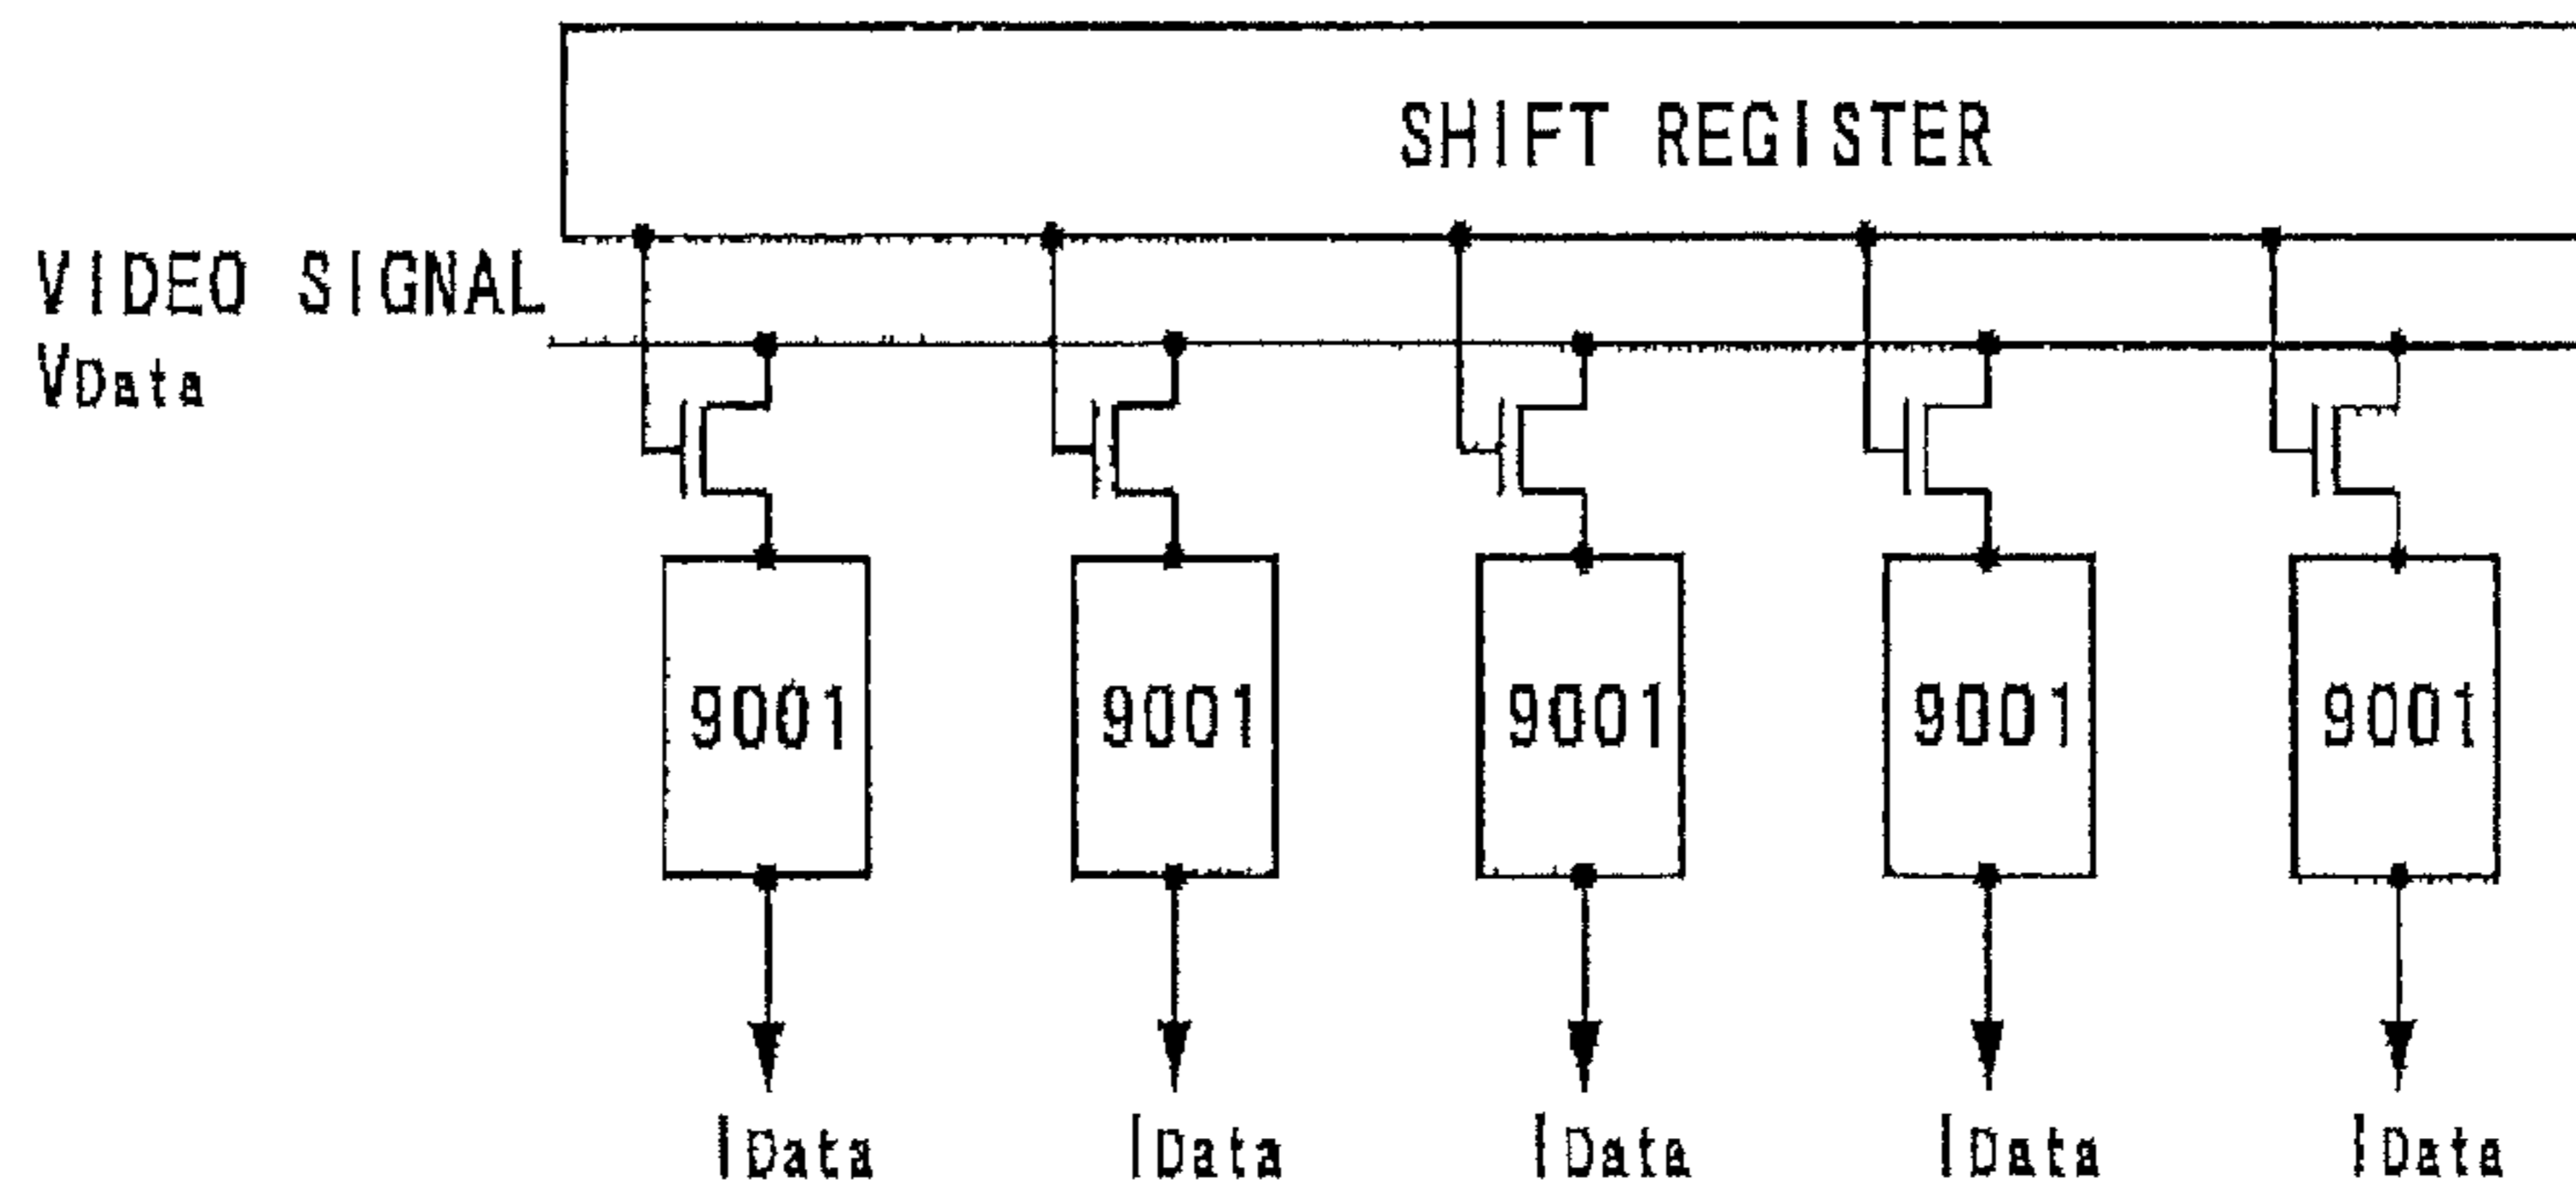 SHIFT REGISTER
VIDEO SIGNAL
VData
9001 9001 9001 9001 9001
IData IData IData IData IData